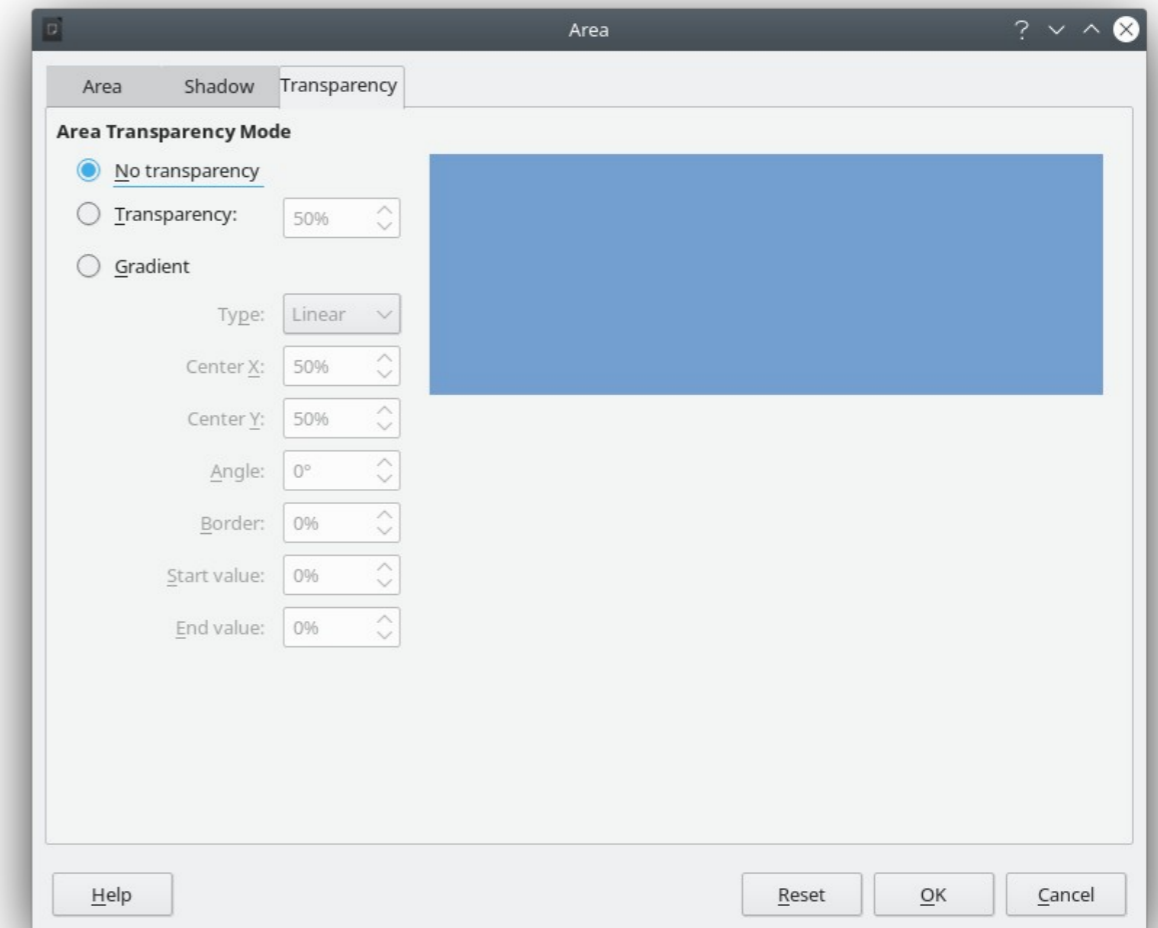 Area
Area Shadow Transparency
Area Transparency Mode
No transparency
Transparency: 50%
Gradient
Type: Linear
Center X: 50%
Center Y: 50%
Angle: 0°
Border: 0%
Start value: 0%
End value: 0%
Help Reset OK Cancel